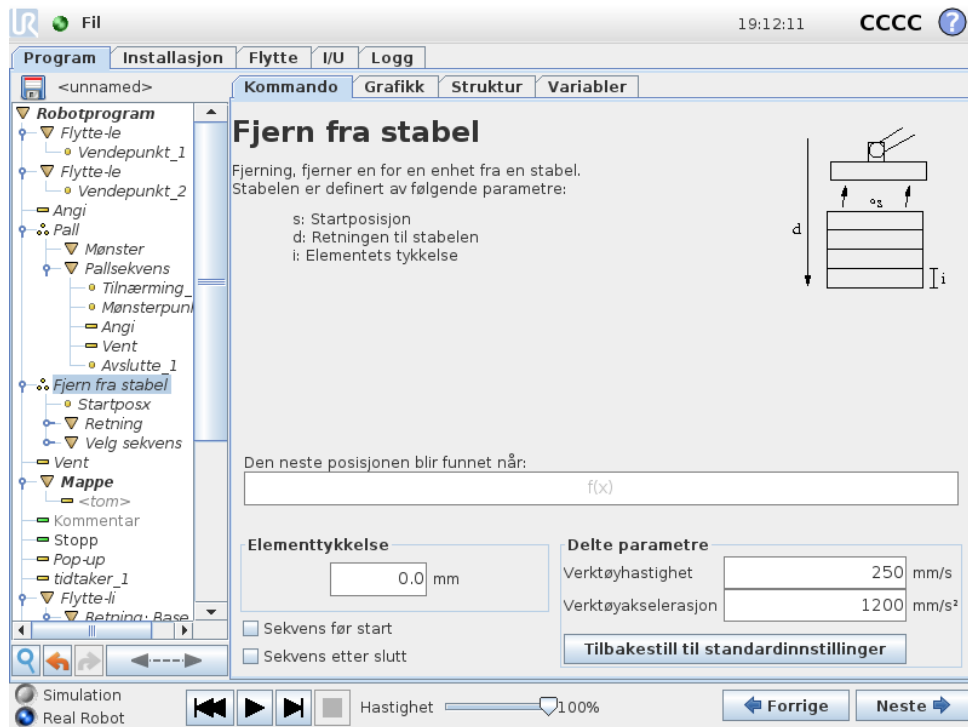 UR Fil 19:12:11 CCCC ?
Program Installasjon Flytte I/U Logg
<unnamed>
Kommando Grafikk Struktur Variabler
Robotprogram
Flytte-le
Vendepunkt_1
Flytte-le
Vendepunkt_2
Angi
Pall
Mønster
Pallsekvens
Tilnærming_
Mønsterpunl
Angi
Vent
Avslutte_1
Fjern fra stabel
Startposx
Retning
Velg sekvens
Vent
Mappe
<tom>
Kommentar
Stopp
Pop-up
tidtaker_1
Flytte-li
Retning: Base
Simulation
Real Robot
Fjern fra stabel
Fjerning, fjerner en for en enhet fra en stabel.
Stabelen er definert av følgende parametre:
s: Startposisjon
d: Retningen til stabelen
i: Elementets tykkelse
s
d
i
Den neste posisjonen blir funnet når:
f(x)
Elementtykkelse
0.0 mm
Sekvens før start
Sekvens etter slutt
Delte parametre
Verktøyhastighet 250 mm/s
Verktøyakselerasjon 1200 mm/s²
Tilbakestill til standardinnstillinger
Hastighet 100%
Forrige Neste